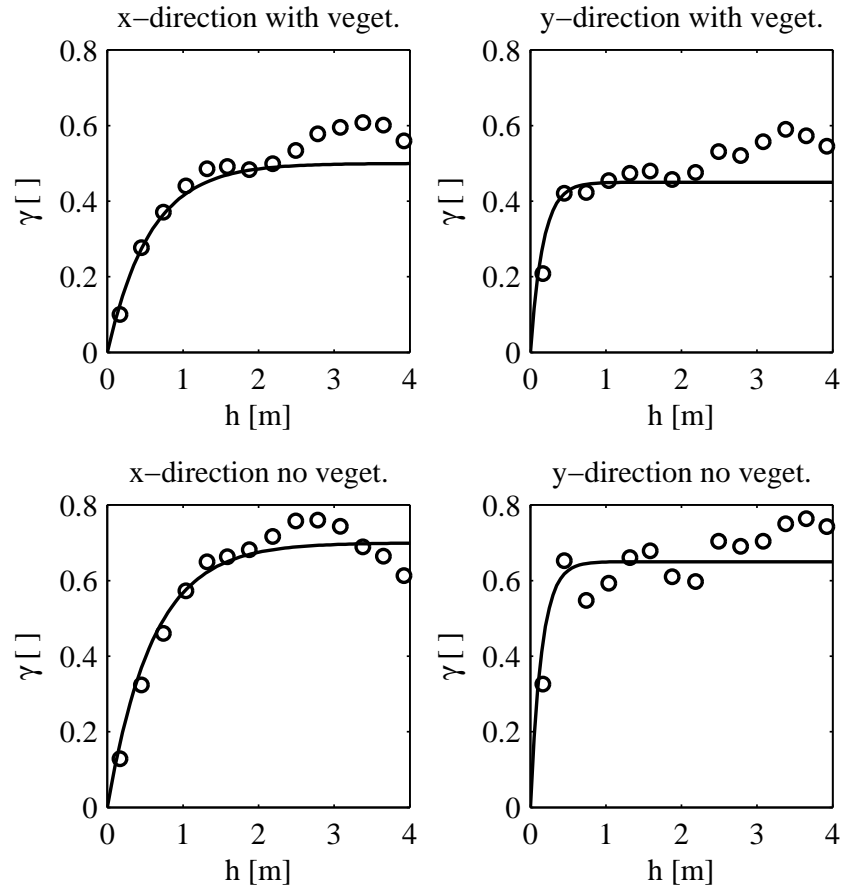 x−direction with veget.
0.8
0.6
0.4
0.2
0
γ [ ]
0 1 2 3 4
h [m]
y−direction with veget.
0.8
0.6
0.4
0.2
0
γ [ ]
0 1 2 3 4
h [m]
x−direction no veget.
0.8
0.6
0.4
0.2
0
γ [ ]
0 1 2 3 4
h [m]
y−direction no veget.
0.8
0.6
0.4
0.2
0
γ [ ]
0 1 2 3 4
h [m]